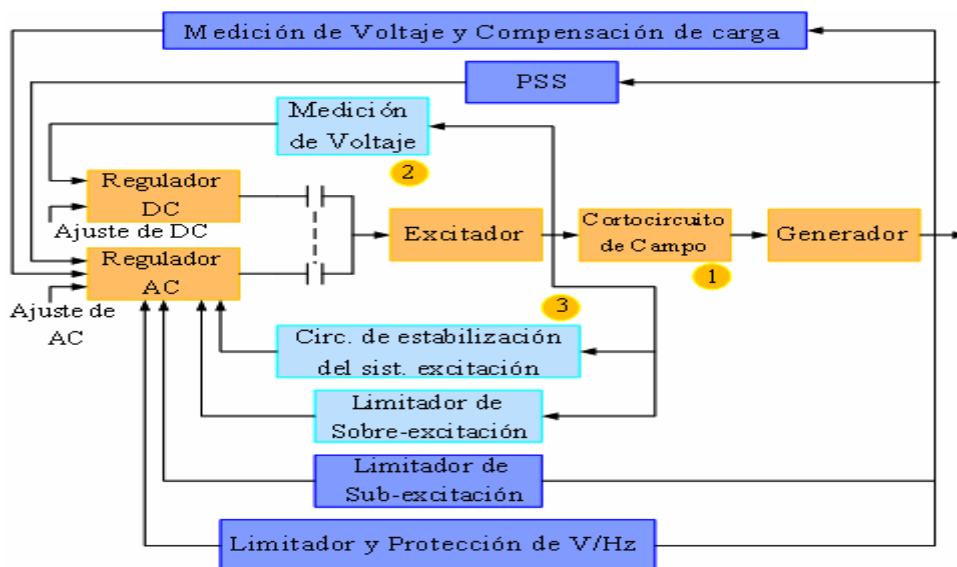 Medición de Voltaje y Compensación de carga
PSS
Medición
de Voltaje
2
Regulador
DC
Ajuste de DC
Excitador
Cortocircuito
de Campo
1
Generador
Regulador
AC
Ajuste de
AC
3
Circ. de estabilización
del sist. excitación
Limitador de
Sobre-excitación
Limitador de
Sub-excitación
Limitador y Protección de V/Hz